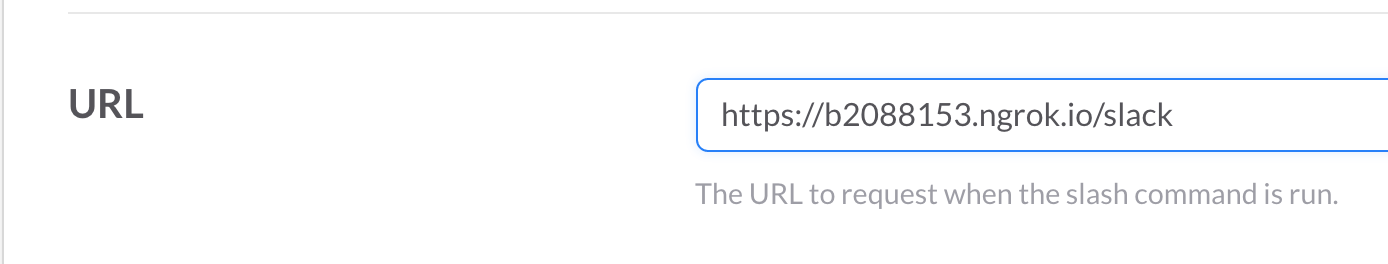 URL
https://b2088153.ngrok.io/slack
The URL to request when the slash command is run.